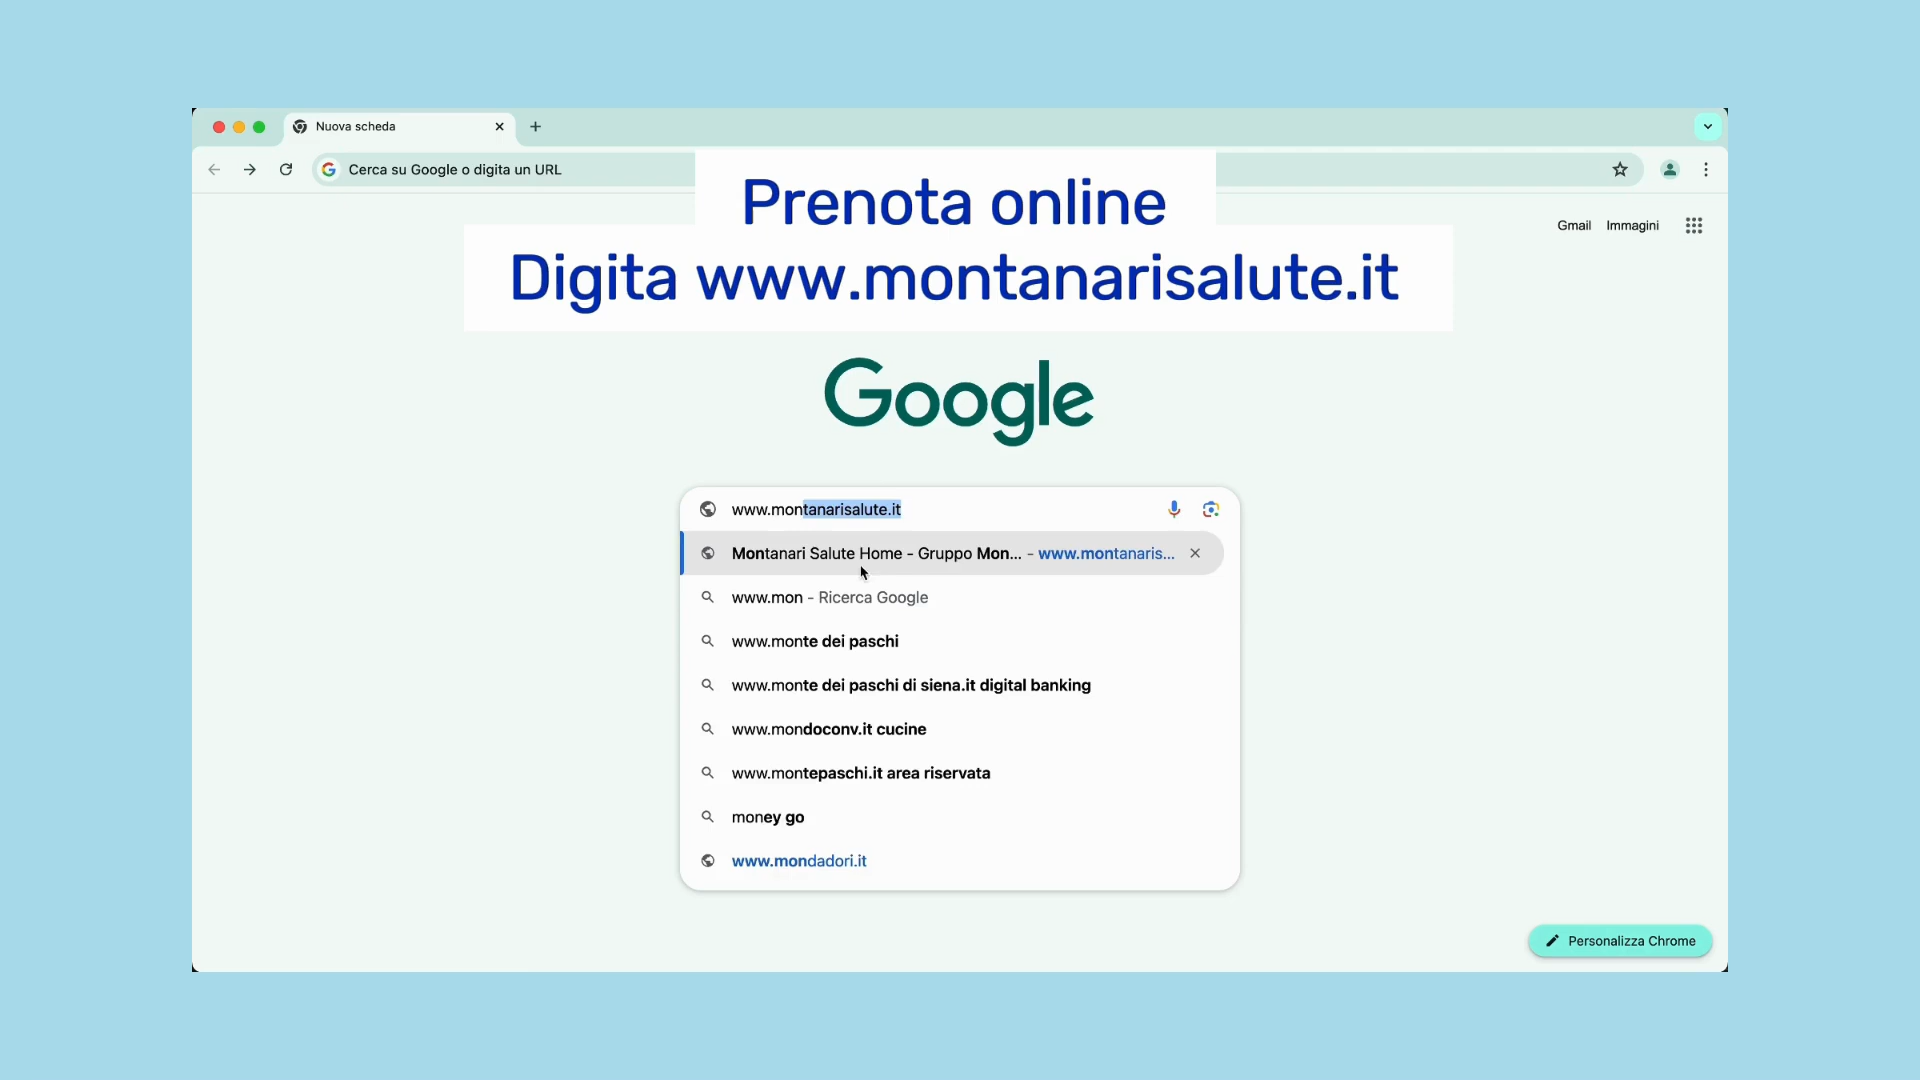 Nuova scheda
Cerca su Google o digita un URL
Prenota online
Digita www.montanarisalute.it
Gmail Immagini
Google
www.montanarisalute.it
Montanari Salute Home - Gruppo Mon... - www.montanaris...
www.mon - Ricerca Google
www.monte dei paschi
www.monte dei paschi di siena.it digital banking
www.mondoconv.it cucine
www.montepaschi.it area riservata
money go
www.mondadori.it
Personalizza Chrome